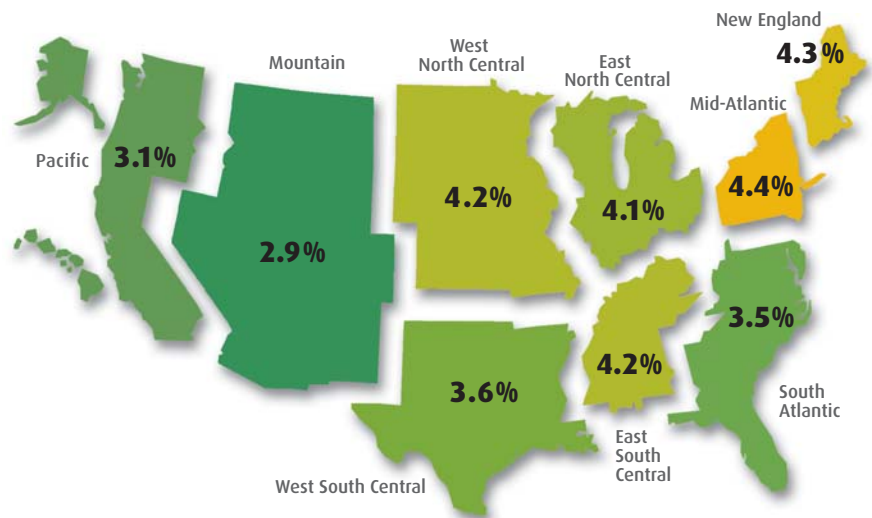 New England
4.3%
West
North Central
East
North Central
Mountain
Mid-Atlantic
Pacific
3.1%
4.4%
4.2%
4.1%
2.9%
3.5%
4.2%
3.6%
South
Atlantic
East
South
Central
West South Central